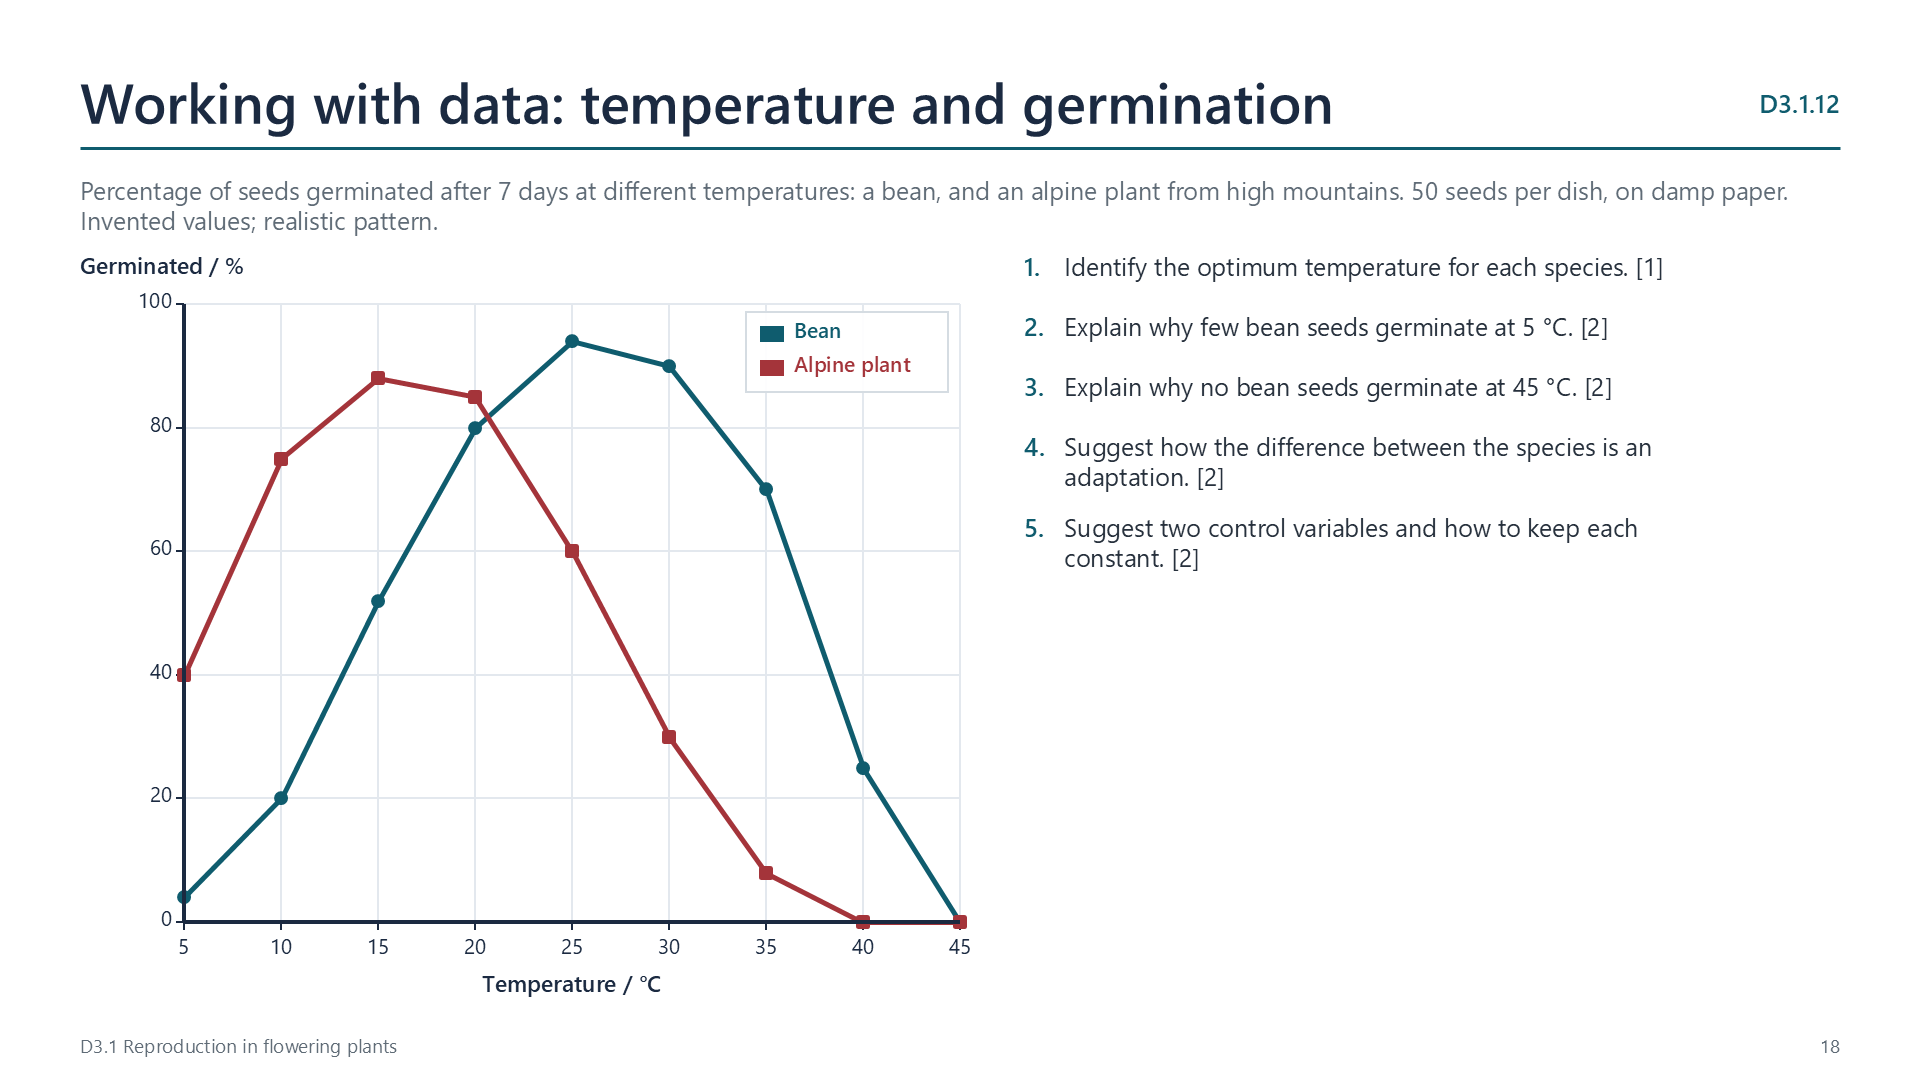 Working with data: temperature and germination
D3.1.12
Percentage of seeds germinated after 7 days at different temperatures: a bean, and an alpine plant from high mountains. 50 seeds per dish, on damp paper.
Invented values; realistic pattern.
Germinated / %
100
80
60
40
20
0
5 10 15 20 25 30 35 40 45
Temperature / °C
Bean
Alpine plant
1. Identify the optimum temperature for each species. [1]
2. Explain why few bean seeds germinate at 5 °C. [2]
3. Explain why no bean seeds germinate at 45 °C. [2]
4. Suggest how the difference between the species is an
adaptation. [2]
5. Suggest two control variables and how to keep each
constant. [2]
D3.1 Reproduction in flowering plants
18